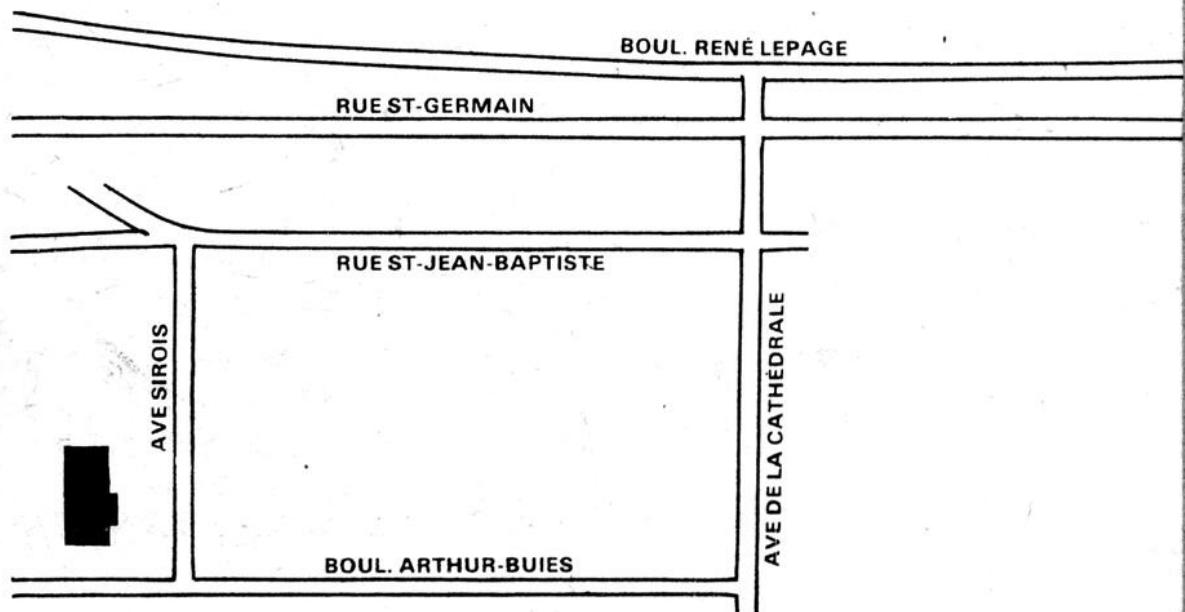 BOUL. RENÉ LEPAGE
RUE ST-GERMAIN
RUE ST-JEAN-BAPTISTE
AVE SIROIS
AVE DE LA CATHÉDRALE
BOUL. ARTHUR-BUIES